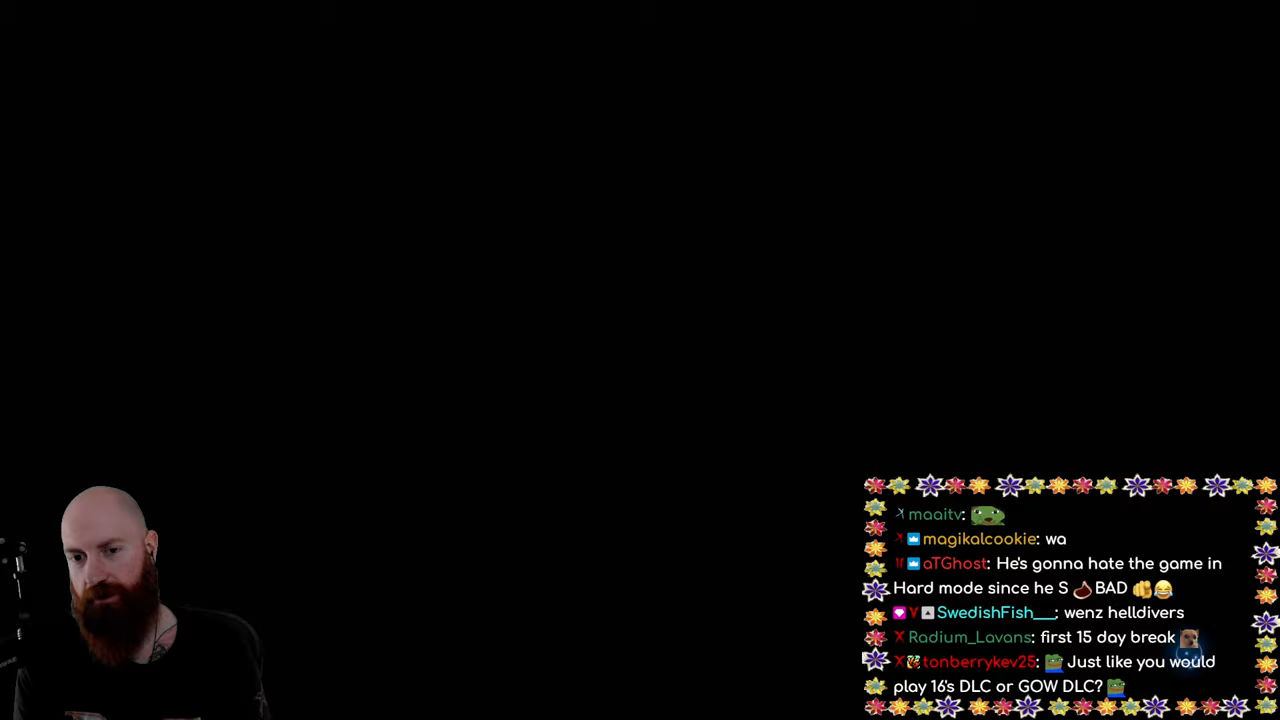 maaitv:
magikalcookie: wa
aTGhost: He's gonna hate the game in
Hard mode since he S BAD
SwedishFish___: wenz helldivers
Radium_Lavans: first 15 day break
tonberrykev25: Just like you would
play 16's DLC or GOW DLC?